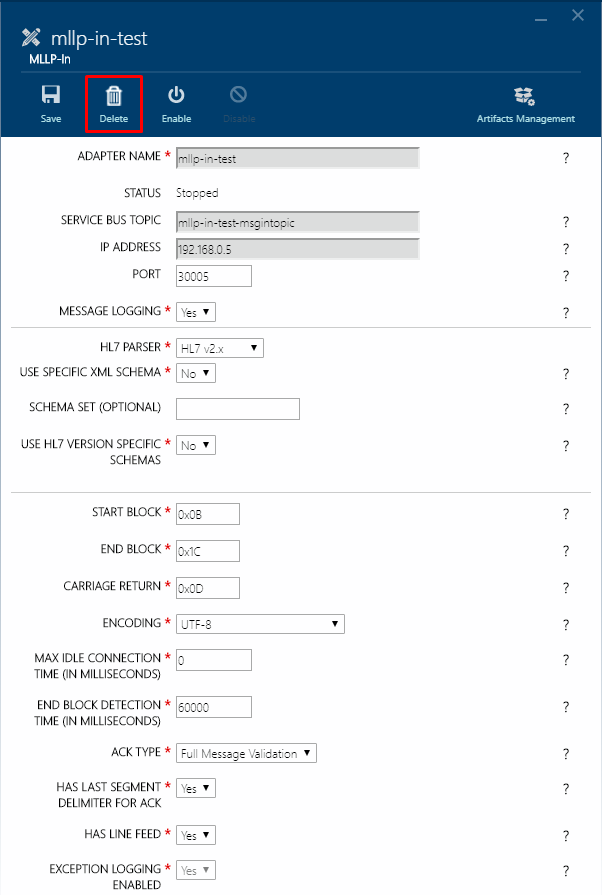 mllp-in-test
MLLP-In
Save Delete Enable Disable Artifacts Management
ADAPTER NAME * mllp-in-test ?
STATUS Stopped
SERVICE BUS TOPIC mllp-in-test-msgintopic ?
IP ADDRESS 192.168.0.5 ?
PORT 30005 ?
MESSAGE LOGGING * Yes ?
HL7 PARSER * HL7 v2.x
USE SPECIFIC XML SCHEMA * No ?
SCHEMA SET (OPTIONAL) ?
USE HL7 VERSION SPECIFIC * No ?
SCHEMAS
START BLOCK * 0x0B ?
END BLOCK * 0x1C ?
CARRIAGE RETURN * 0x0D ?
ENCODING * UTF-8 ?
MAX IDLE CONNECTION * 0 ?
TIME (IN MILLISECONDS)
END BLOCK DETECTION * 60000 ?
TIME (IN MILLISECONDS)
ACK TYPE * Full Message Validation ?
HAS LAST SEGMENT * Yes ?
DELIMITER FOR ACK
HAS LINE FEED * Yes ?
EXCEPTION LOGGING * Yes ?
ENABLED